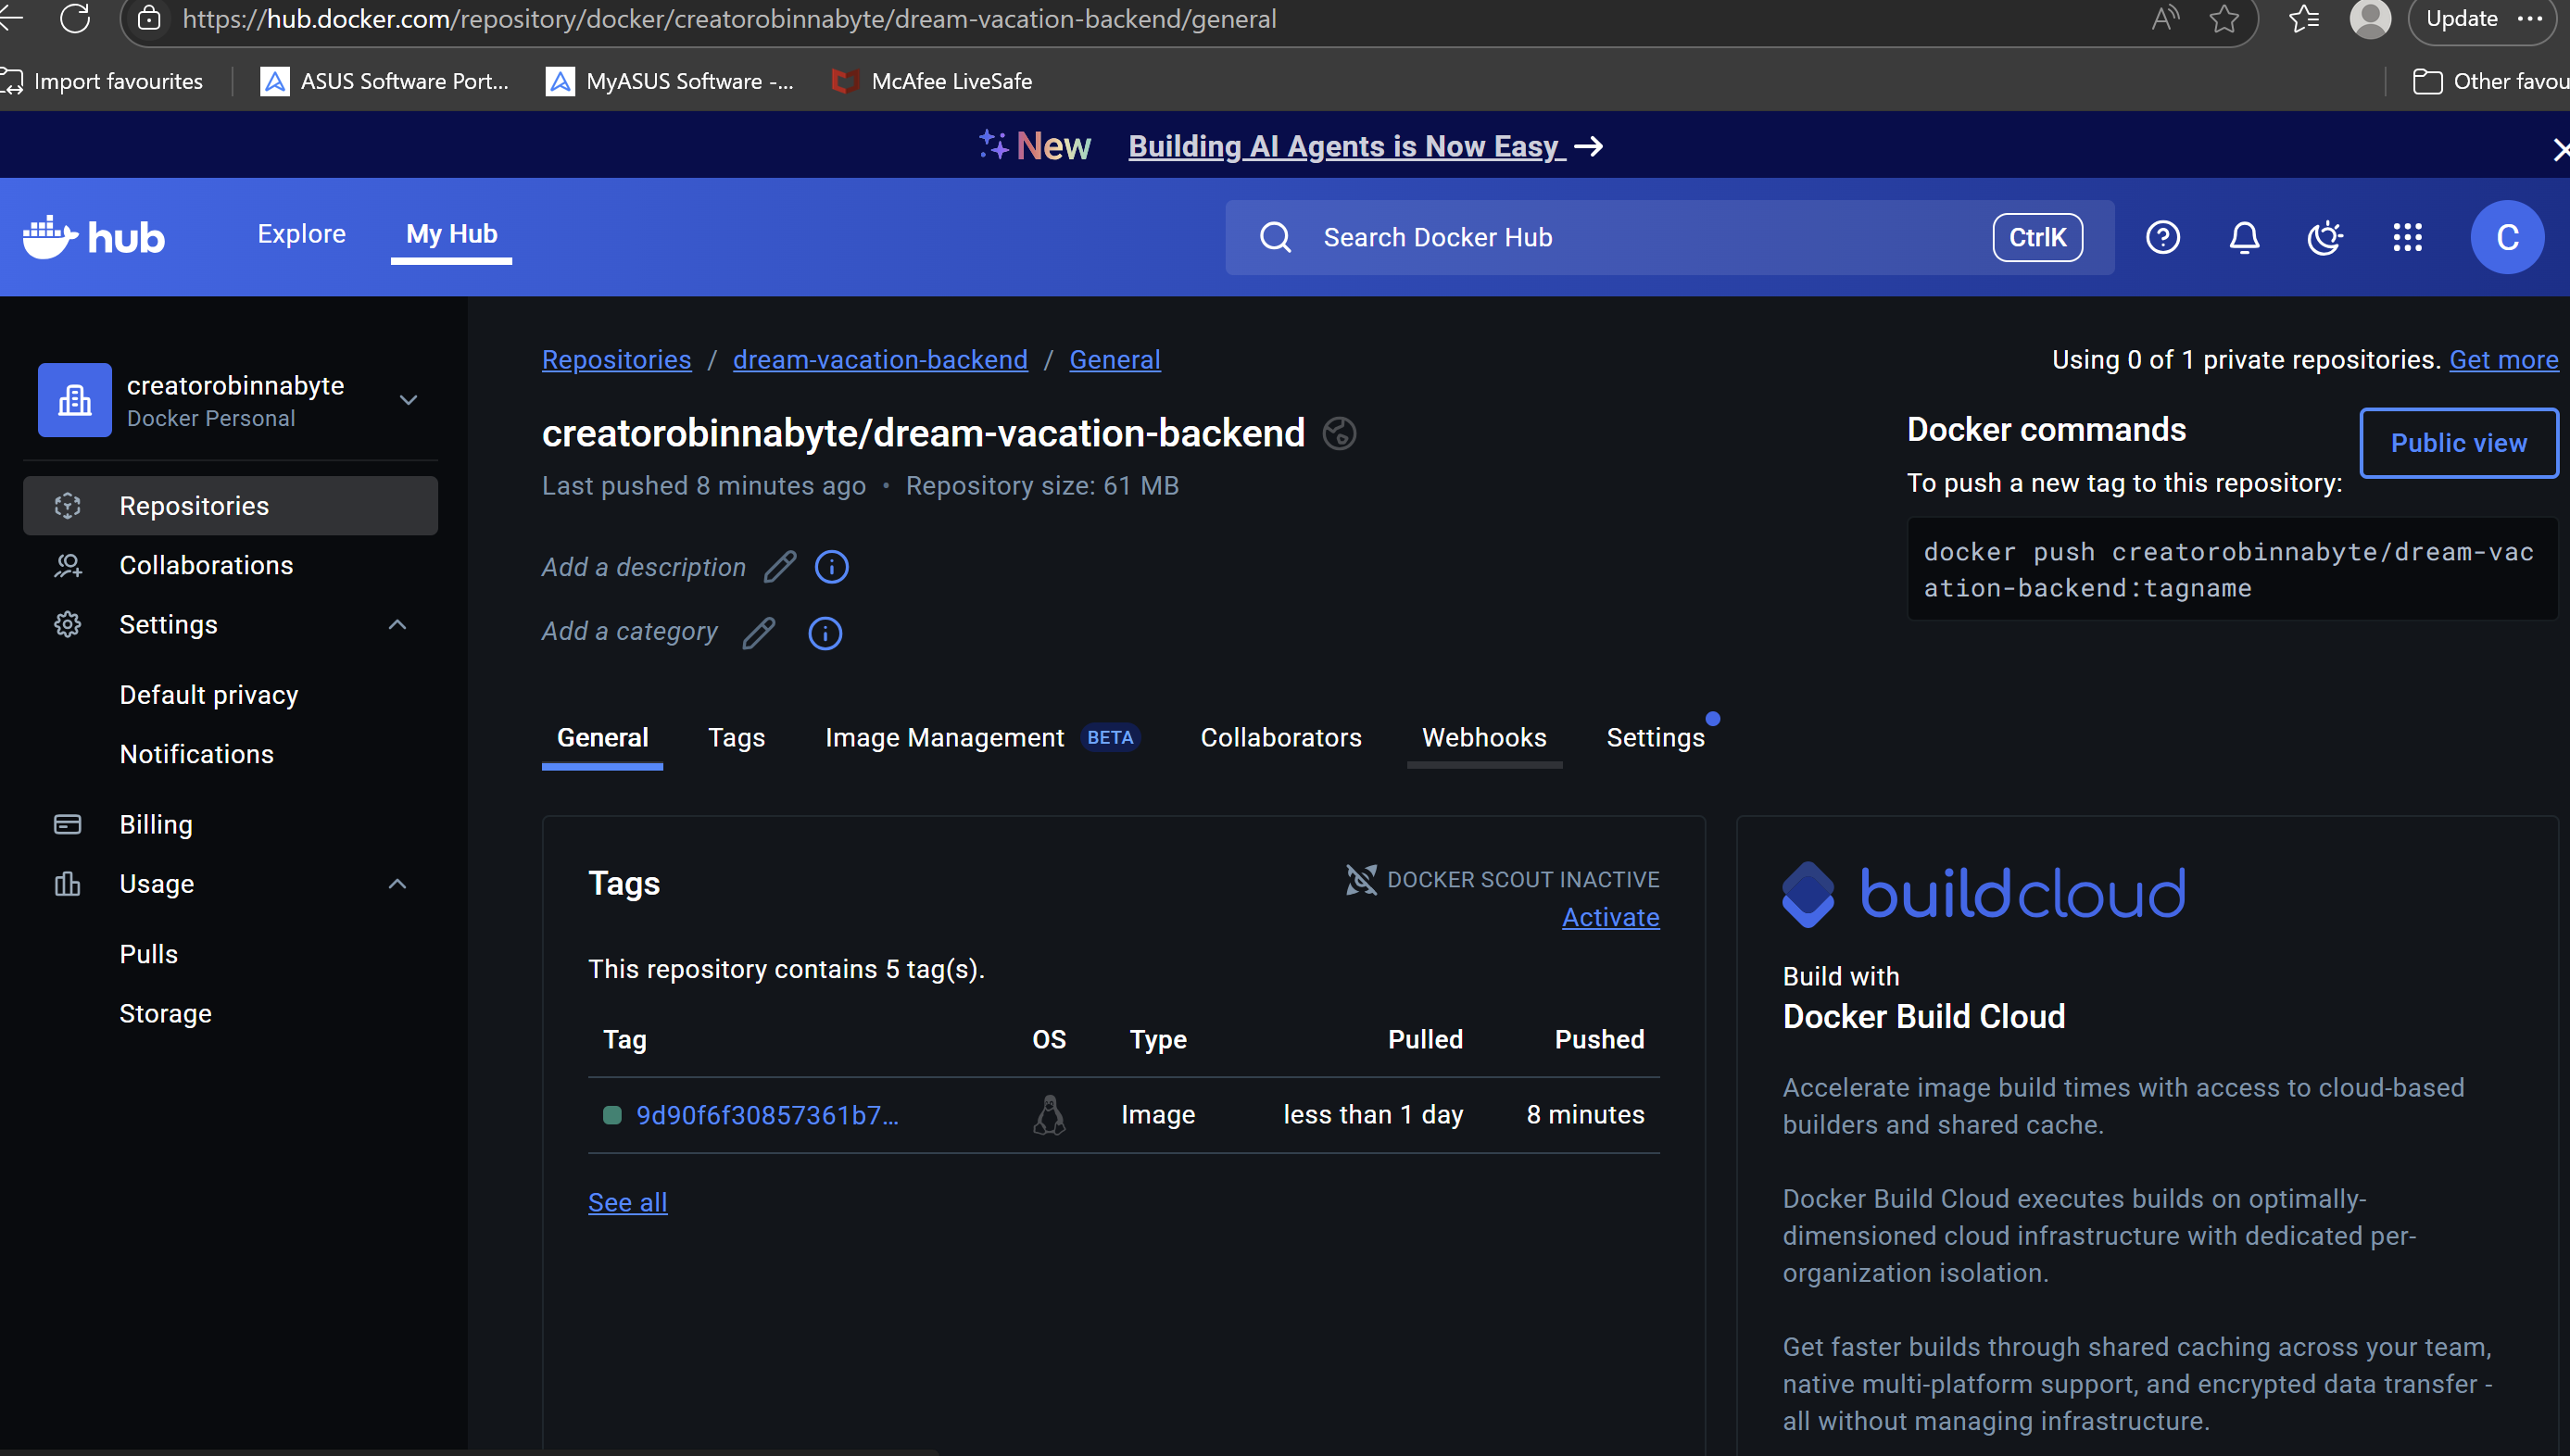 https://hub.docker.com/repository/docker/creatorobinnabyte/dream-vacation-backend/general
Update
Import favourites
ASUS Software Port...
MyASUS Software -...
McAfee LiveSafe
Other favou
New
Building AI Agents is Now Easy →
hub
Explore
My Hub
Search Docker Hub
CtrlK
C
creatorobinnabyte
Docker Personal
Repositories
Collaborations
Settings
Default privacy
Notifications
Billing
Usage
Pulls
Storage
Repositories / dream-vacation-backend / General
Using 0 of 1 private repositories. Get more
creatorobinnabyte/dream-vacation-backend
Last pushed 8 minutes ago • Repository size: 61 MB
Add a description
Add a category
Docker commands
Public view
To push a new tag to this repository:
docker push creatorobinnabyte/dream-vac
ation-backend:tagname
General
Tags
Image Management BETA
Collaborators
Webhooks
Settings
Tags
DOCKER SCOUT INACTIVE
Activate
This repository contains 5 tag(s).
Tag OS Type Pulled Pushed
9d90f6f30857361b7... Image less than 1 day 8 minutes
See all
buildcloud
Build with
Docker Build Cloud
Accelerate image build times with access to cloud-based
builders and shared cache.
Docker Build Cloud executes builds on optimally-
dimensioned cloud infrastructure with dedicated per-
organization isolation.
Get faster builds through shared caching across your team,
native multi-platform support, and encrypted data transfer -
all without managing infrastructure.